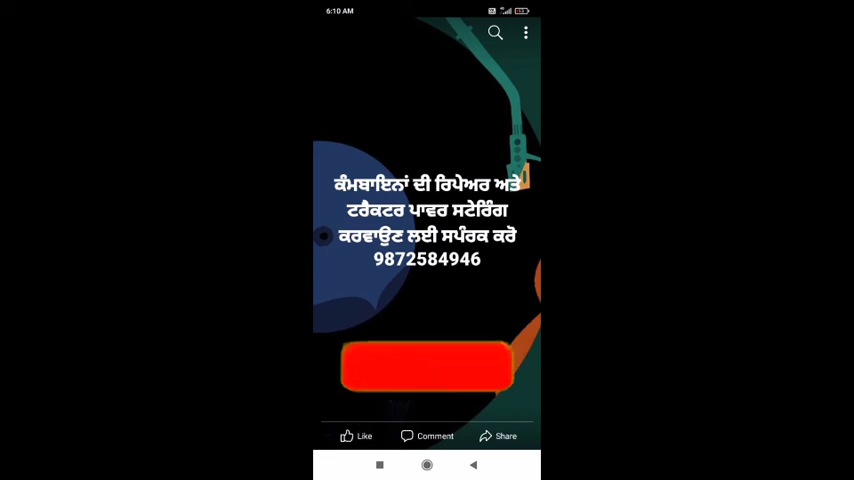 6:10 AM
ਕੰਮਬਾਇਨਾਂ ਦੀ ਰਿਪੇਅਰ ਅਤੇ
ਟਰੈਕਟਰ ਪਾਵਰ ਸਟੇਰਿੰਗ
ਕਰਵਾਉਣ ਲਈ ਸਪੰਰਕ ਕਰੋ
9872584946
Like Comment Share